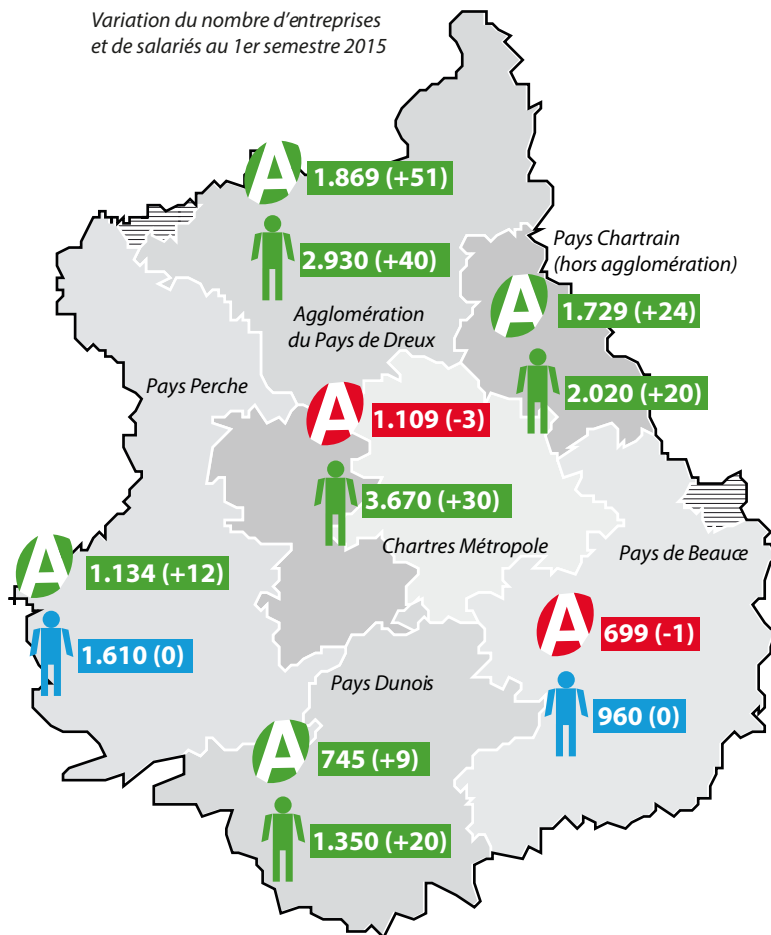 Variation du nombre d'entreprises
et de salariés au 1er semestre 2015
A 1.869 (+51)
2.930 (+40)
Agglomération
du Pays de Dreux
Pays Chartrain
(hors agglomération)
A 1.729 (+24)
2.020 (+20)
Pays Perche
A 1.109 (-3)
3.670 (+30)
Chartres Métropole
Pays de Beauce
A 1.134 (+12)
1.610 (0)
A 699 (-1)
960 (0)
Pays Dunois
A 745 (+9)
1.350 (+20)